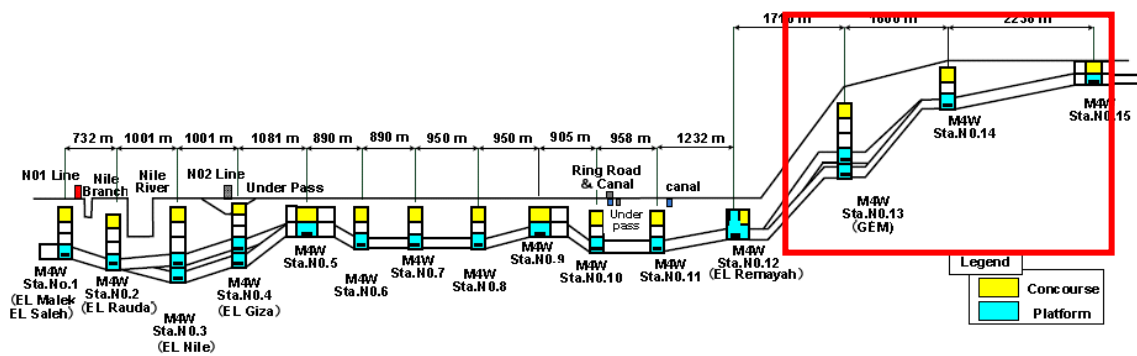 1710 m
1600 m
2238 m
732 m
1001 m
1001 m
1081 m
890 m
890 m
950 m
950 m
905 m
958 m
1232 m
N01 Line
Nile
Branch
Nile
River
N02 Line
Under Pass
Ring Road
& Canal
canal
Under
pass
M4W
Sta.No.1
(EL Malek
EL Saleh)
M4W
Sta.N0.2
(EL Rauda)
M4W
Sta.N0.3
(EL Nile)
M4W
Sta.N0.4
(EL Giza)
M4W
Sta.N0.5
M4W
Sta.N0.6
M4W
Sta.N0.7
M4W
Sta.N0.8
M4W
Sta.N0.9
M4W
Sta.N0.10
M4W
Sta.N0.11
M4W
Sta.N0.12
(EL Remayah)
M4W
Sta.N0.13
(GEM)
M4W
Sta.N0.14
M4W
Sta.N0.15
Legend
Concourse
Platform